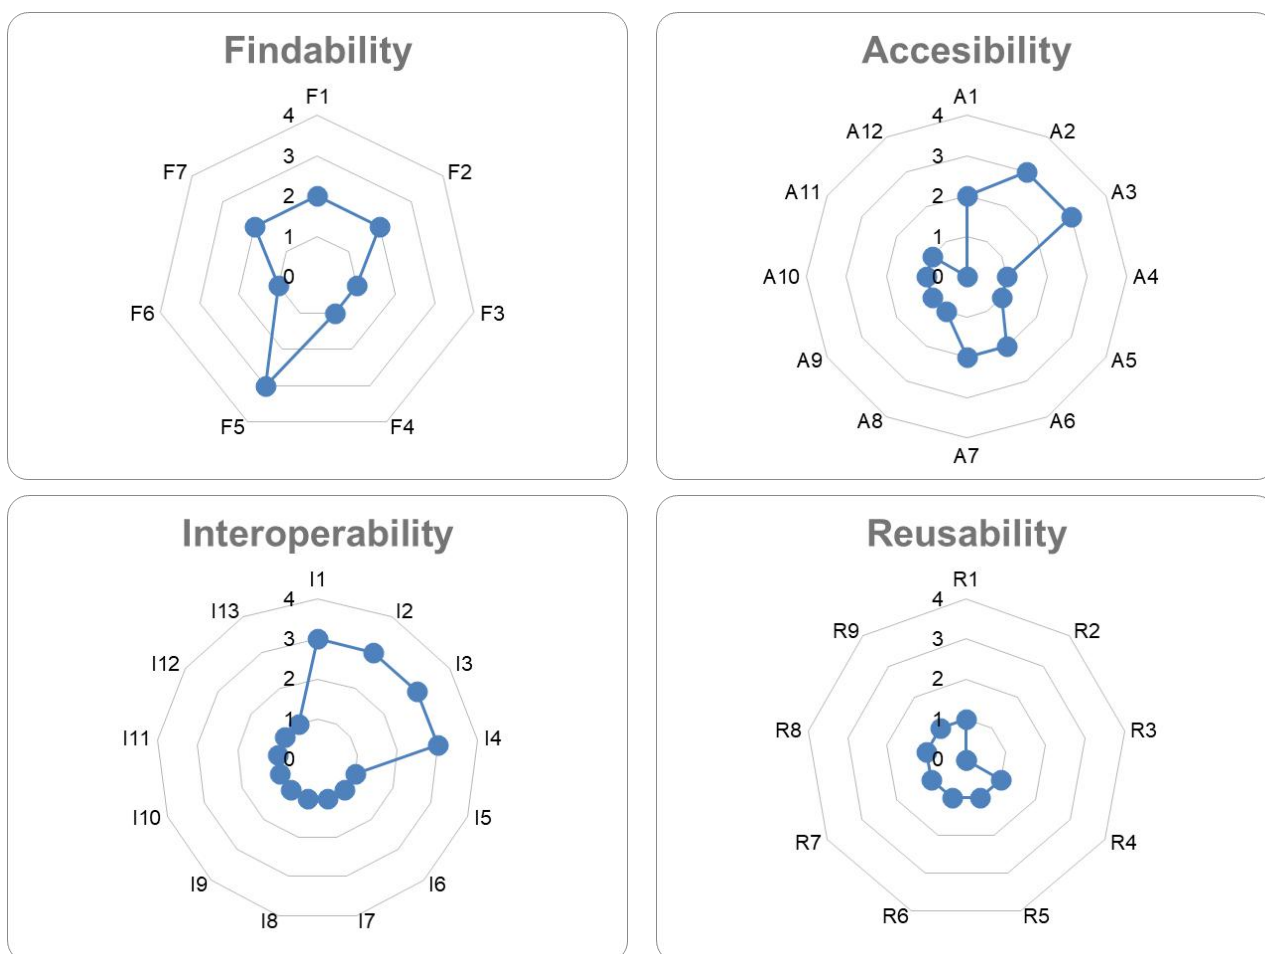 Findability
F1
F2
F3
F4
F5
F6
F7
4
3
2
1
0
Accesibility
A1
A2
A3
A4
A5
A6
A7
A8
A9
A10
A11
A12
4
3
2
1
0
Interoperability
I1
I2
I3
I4
I5
I6
I7
I8
I9
I10
I11
I12
I13
4
3
2
1
0
Reusability
R1
R2
R3
R4
R5
R6
R7
R8
R9
4
3
2
1
0